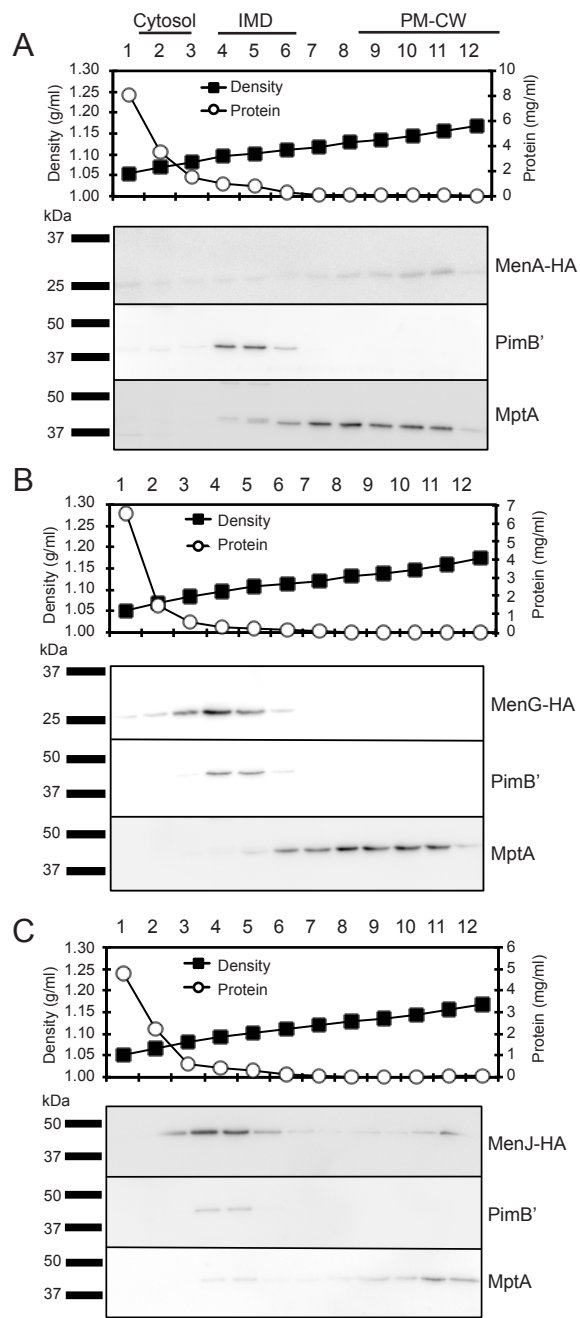 A
Cytosol IMD PM-CW
1 2 3 4 5 6 7 8 9 10 11 12
1.30 10
1.25 8
1.20 6
1.15
1.10 4
1.05 2
1.00 0
Density (g/ml)
Density
Protein
Protein (mg/ml)
kDa
37
25
MenA-HA
50
37
PimB’
50
37
MptA
B
1 2 3 4 5 6 7 8 9 10 11 12
1.30 7
1.25 6
1.20 5
4
1.15 3
1.10 2
1.05 1
1.00 0
Density (g/ml)
Density
Protein
Protein (mg/ml)
kDa
37
25
MenG-HA
50
37
PimB’
50
37
MptA
C
1 2 3 4 5 6 7 8 9 10 11 12
1.30 6
1.25 5
1.20 4
1.15 3
1.10 2
1.05 1
1.00 0
Density (g/ml)
Density
Protein
Protein (mg/ml)
kDa
50
37
MenJ-HA
50
37
PimB’
50
37
MptA